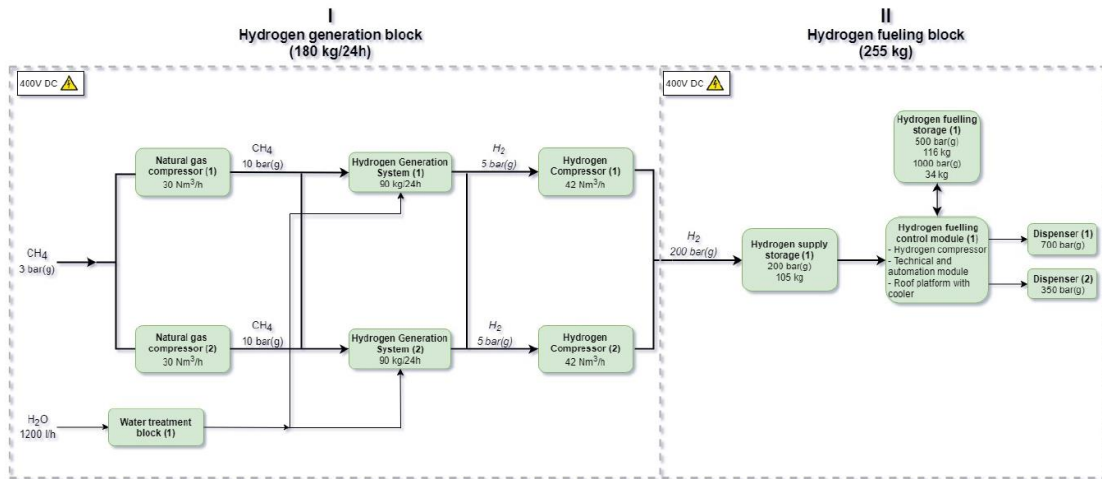 I
Hydrogen generation block
(180 kg/24h)
II
Hydrogen fueling block
(255 kg)
400V DC
400V DC
CH4
3 bar(g)
Natural gas
compressor (1)
30 Nm³/h
CH4
10 bar(g)
Hydrogen Generation
System (1)
90 kg/24h
H2
5 bar(g)
Hydrogen
Compressor (1)
42 Nm³/h
Natural gas
compressor (2)
30 Nm³/h
CH4
10 bar(g)
Hydrogen Generation
System (2)
90 kg/24h
H2
5 bar(g)
Hydrogen
Compressor (2)
42 Nm³/h
H2O
1200 l/h
Water treatment
block (1)
H2
200 bar(g)
Hydrogen supply
storage (1)
200 bar(g)
105 kg
Hydrogen fuelling
storage (1)
500 bar(g)
116 kg
1000 bar(g)
34 kg
Hydrogen fuelling
control module (1)
- Hydrogen compressor
- Technical and
automation module
- Roof platform with
cooler
Dispenser (1)
700 bar(g)
Dispenser (2)
350 bar(g)